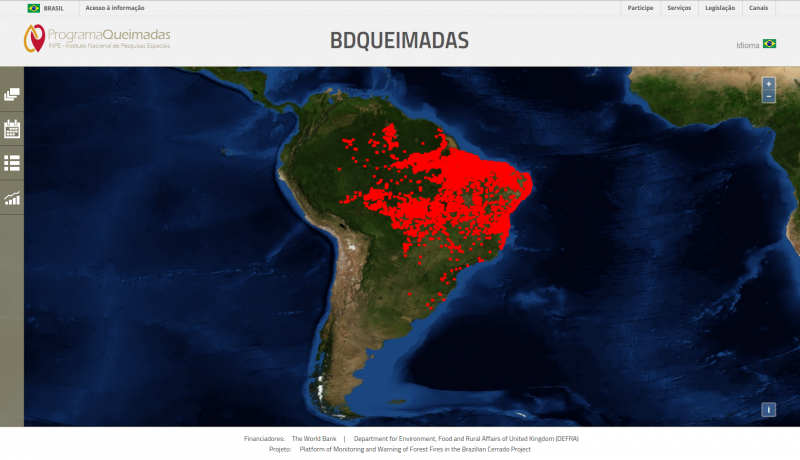 BRASIL Acesso à informação Participe Serviços Legislação Canais
ProgramaQueimadas
INPE - Instituto Nacional de Pesquisas Espaciais
BDQUEIMADAS
Idioma
+
−
i
Financiadores: The World Bank | Department for Environment, Food and Rural Affairs of United Kingdom (DEFRA)
Projeto: Platform of Monitoring and Warning of Forest Fires in the Brazilian Cerrado Project